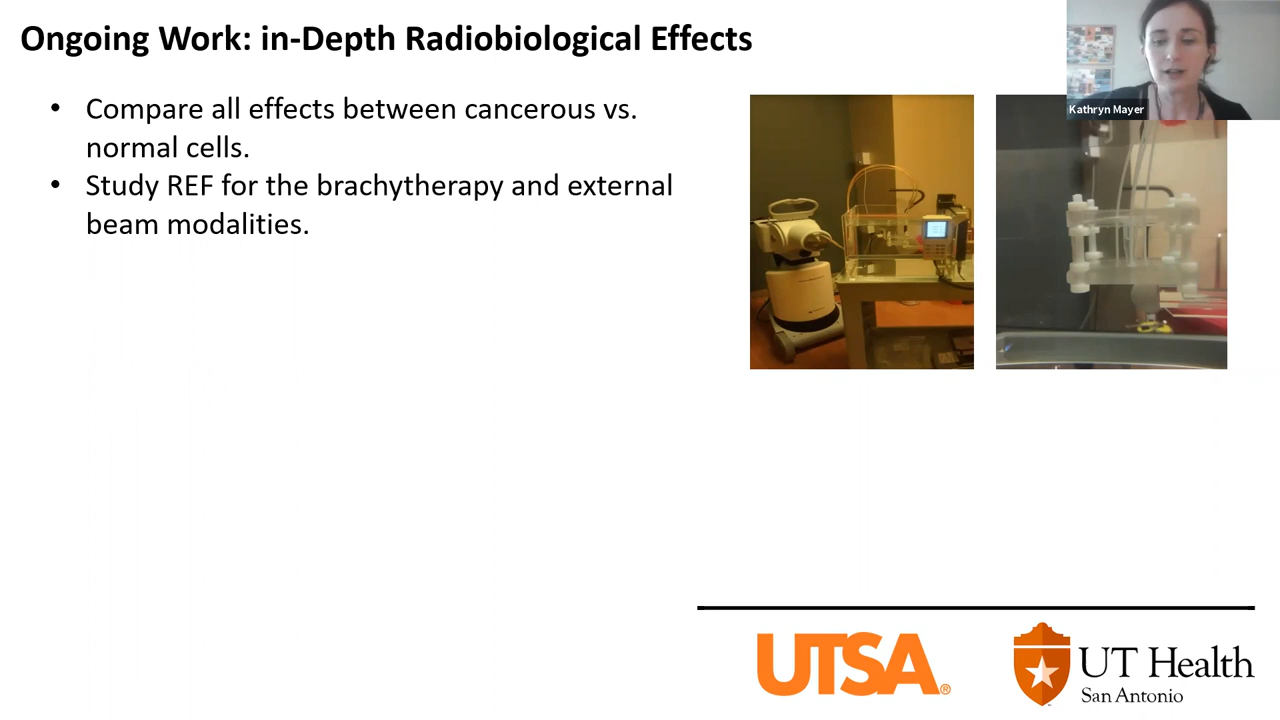 Ongoing Work: in-Depth Radiobiological Effects
• Compare all effects between cancerous vs.
normal cells.
• Study REF for the brachytherapy and external
beam modalities.
Kathryn Mayer
UTSA®
UT Health
San Antonio